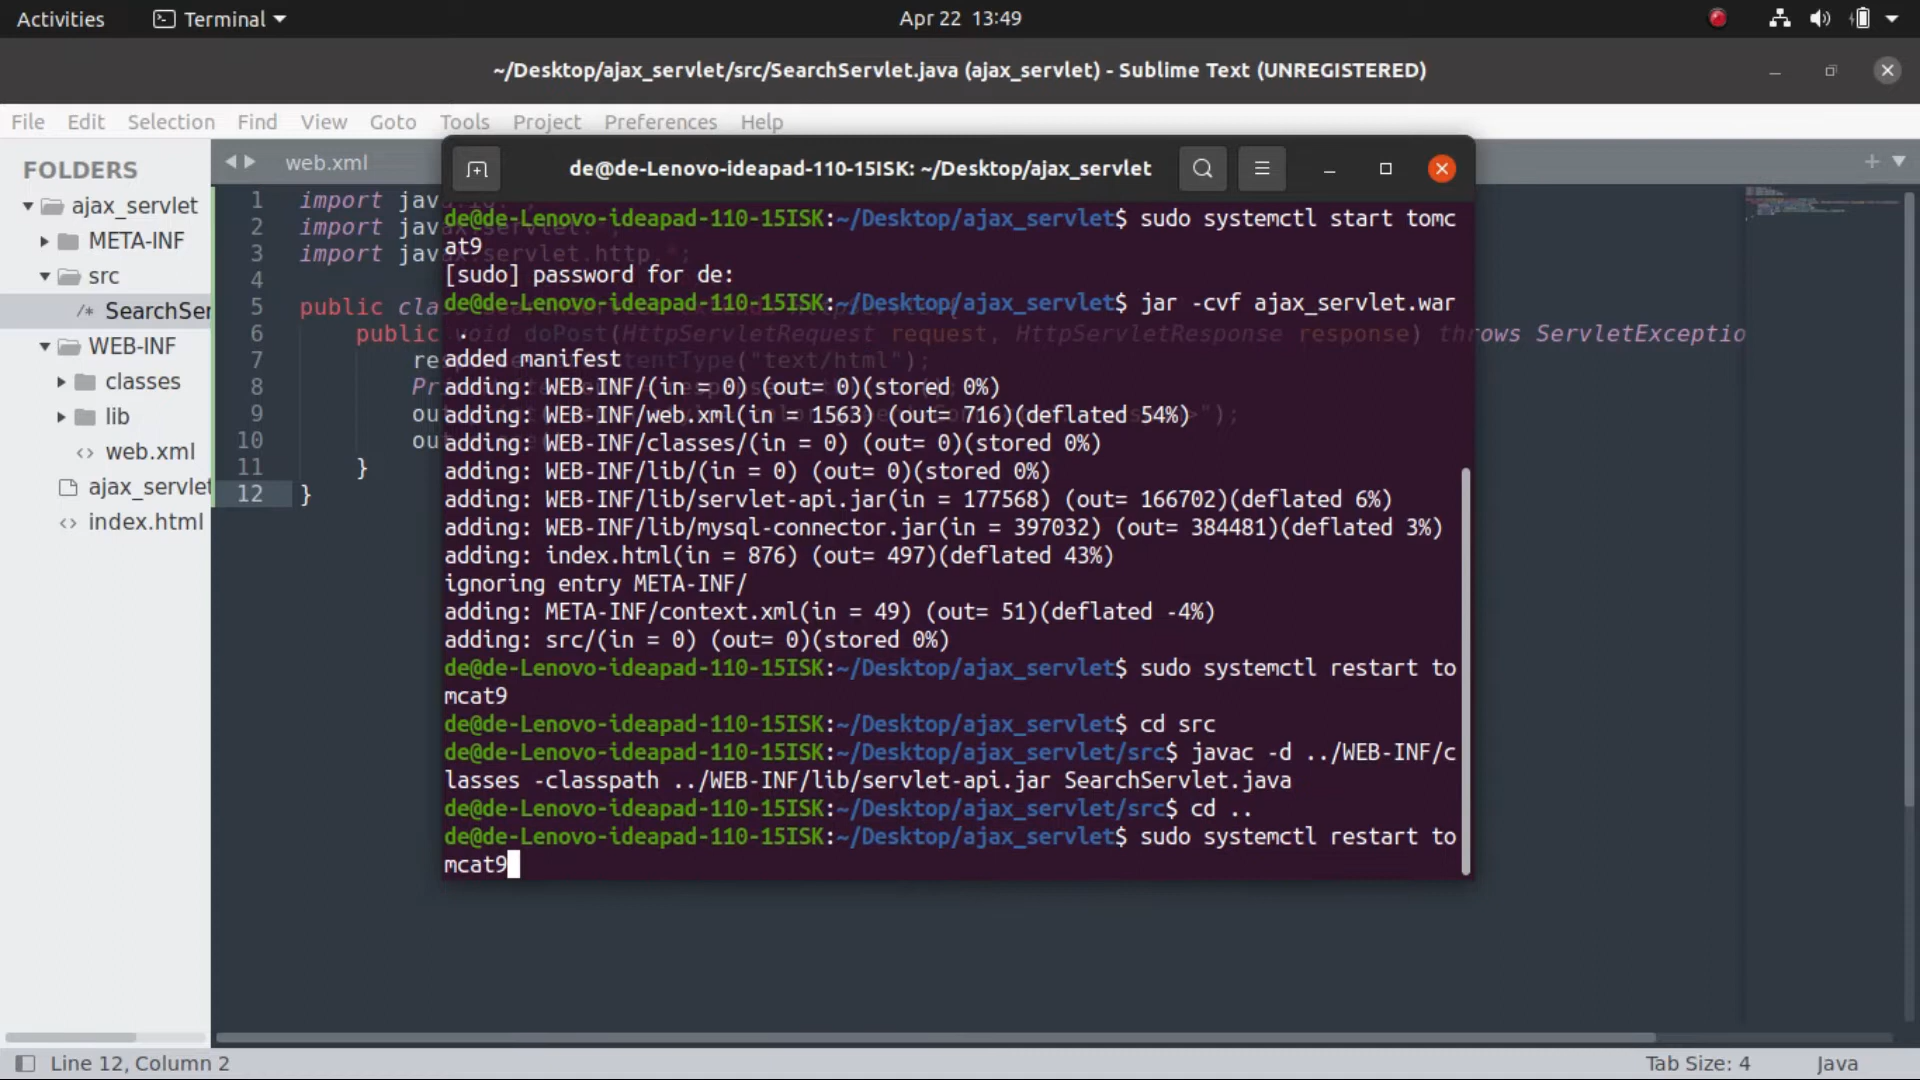 Activities Terminal Apr 22 13:49
~/Desktop/ajax_servlet/src/SearchServlet.java (ajax_servlet) - Sublime Text (UNREGISTERED)
File Edit Selection Find View Goto Tools Project Preferences Help
FOLDERS
ajax_servlet
META-INF
src
/* SearchSer
WEB-INF
classes
lib
<> web.xml
ajax_servlet
<> index.html
web.xml
1 import java
2 import java
3 import javax.servlet.http.*;
4
5 public cla
6 public void doPost(HttpServletRequest request, HttpServletResponse response) throws ServletExceptio
7 re
8 Pr
9 ou
10 ou
11 }
12 }
de@de-Lenovo-ideapad-110-15ISK: ~/Desktop/ajax_servlet
de@de-Lenovo-ideapad-110-15ISK:~/Desktop/ajax_servlet$ sudo systemctl start tomc
at9
[sudo] password for de:
de@de-Lenovo-ideapad-110-15ISK:~/Desktop/ajax_servlet$ jar -cvf ajax_servlet.war
.
added manifest
adding: WEB-INF/(in = 0) (out= 0)(stored 0%)
adding: WEB-INF/web.xml(in = 1563) (out= 716)(deflated 54%)
adding: WEB-INF/classes/(in = 0) (out= 0)(stored 0%)
adding: WEB-INF/lib/(in = 0) (out= 0)(stored 0%)
adding: WEB-INF/lib/servlet-api.jar(in = 177568) (out= 166702)(deflated 6%)
adding: WEB-INF/lib/mysql-connector.jar(in = 397032) (out= 384481)(deflated 3%)
adding: index.html(in = 876) (out= 497)(deflated 43%)
ignoring entry META-INF/
adding: META-INF/context.xml(in = 49) (out= 51)(deflated -4%)
adding: src/(in = 0) (out= 0)(stored 0%)
de@de-Lenovo-ideapad-110-15ISK:~/Desktop/ajax_servlet$ sudo systemctl restart to
mcat9
de@de-Lenovo-ideapad-110-15ISK:~/Desktop/ajax_servlet$ cd src
de@de-Lenovo-ideapad-110-15ISK:~/Desktop/ajax_servlet/src$ javac -d ../WEB-INF/c
lasses -classpath ../WEB-INF/lib/servlet-api.jar SearchServlet.java
de@de-Lenovo-ideapad-110-15ISK:~/Desktop/ajax_servlet/src$ cd ..
de@de-Lenovo-ideapad-110-15ISK:~/Desktop/ajax_servlet$ sudo systemctl restart to
mcat9
Line 12, Column 2 Tab Size: 4 Java